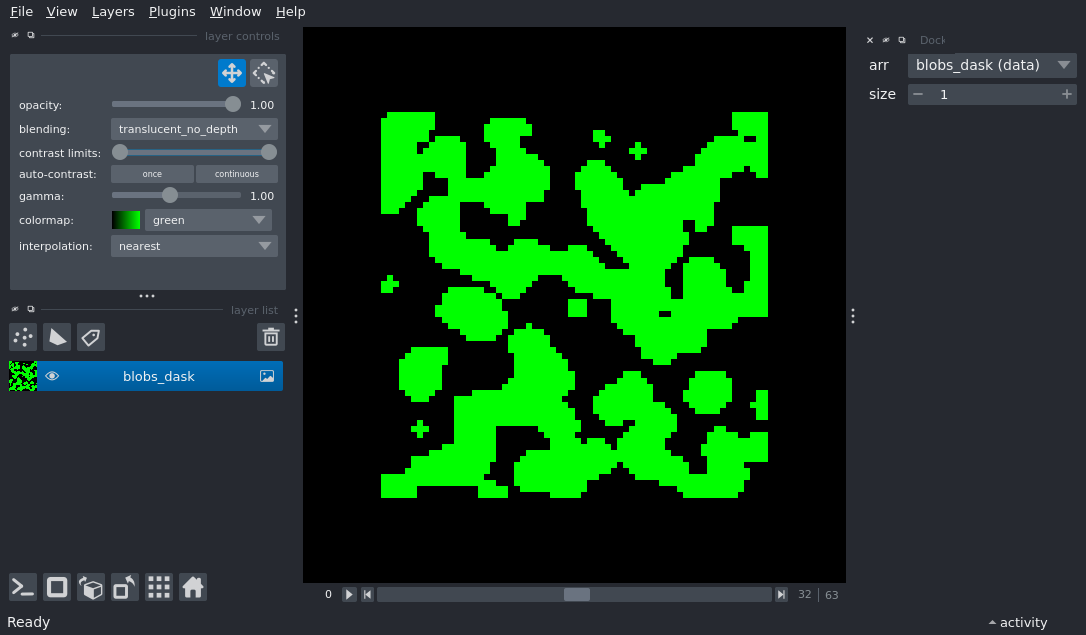 File View Layers Plugins Window Help
layer controls
opacity: 1.00
blending: translucent_no_depth
contrast limits:
auto-contrast: once continuous
gamma: 1.00
colormap: green
interpolation: nearest
layer list
blobs_dask
0 32 63
Dock
arr blobs_dask (data)
size 1
Ready
activity